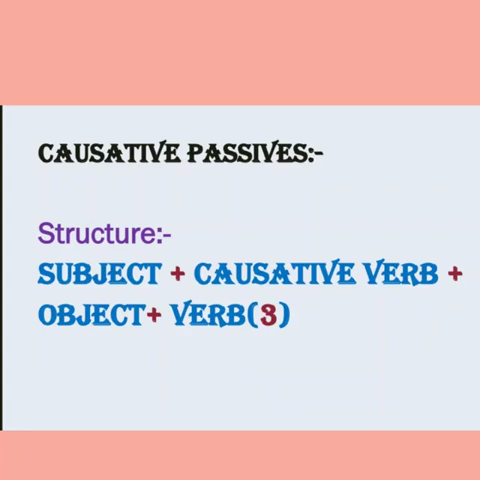 CAUSATIVE PASSIVES:-
Structure:-
SUBJECT + CAUSATIVE VERB +
OBJECT+ VERB(3)